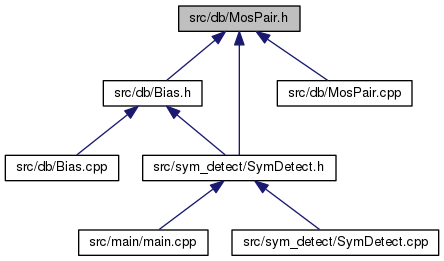 src/db/MosPair.h
src/db/Bias.h
src/db/MosPair.cpp
src/db/Bias.cpp
src/sym_detect/SymDetect.h
src/main/main.cpp
src/sym_detect/SymDetect.cpp